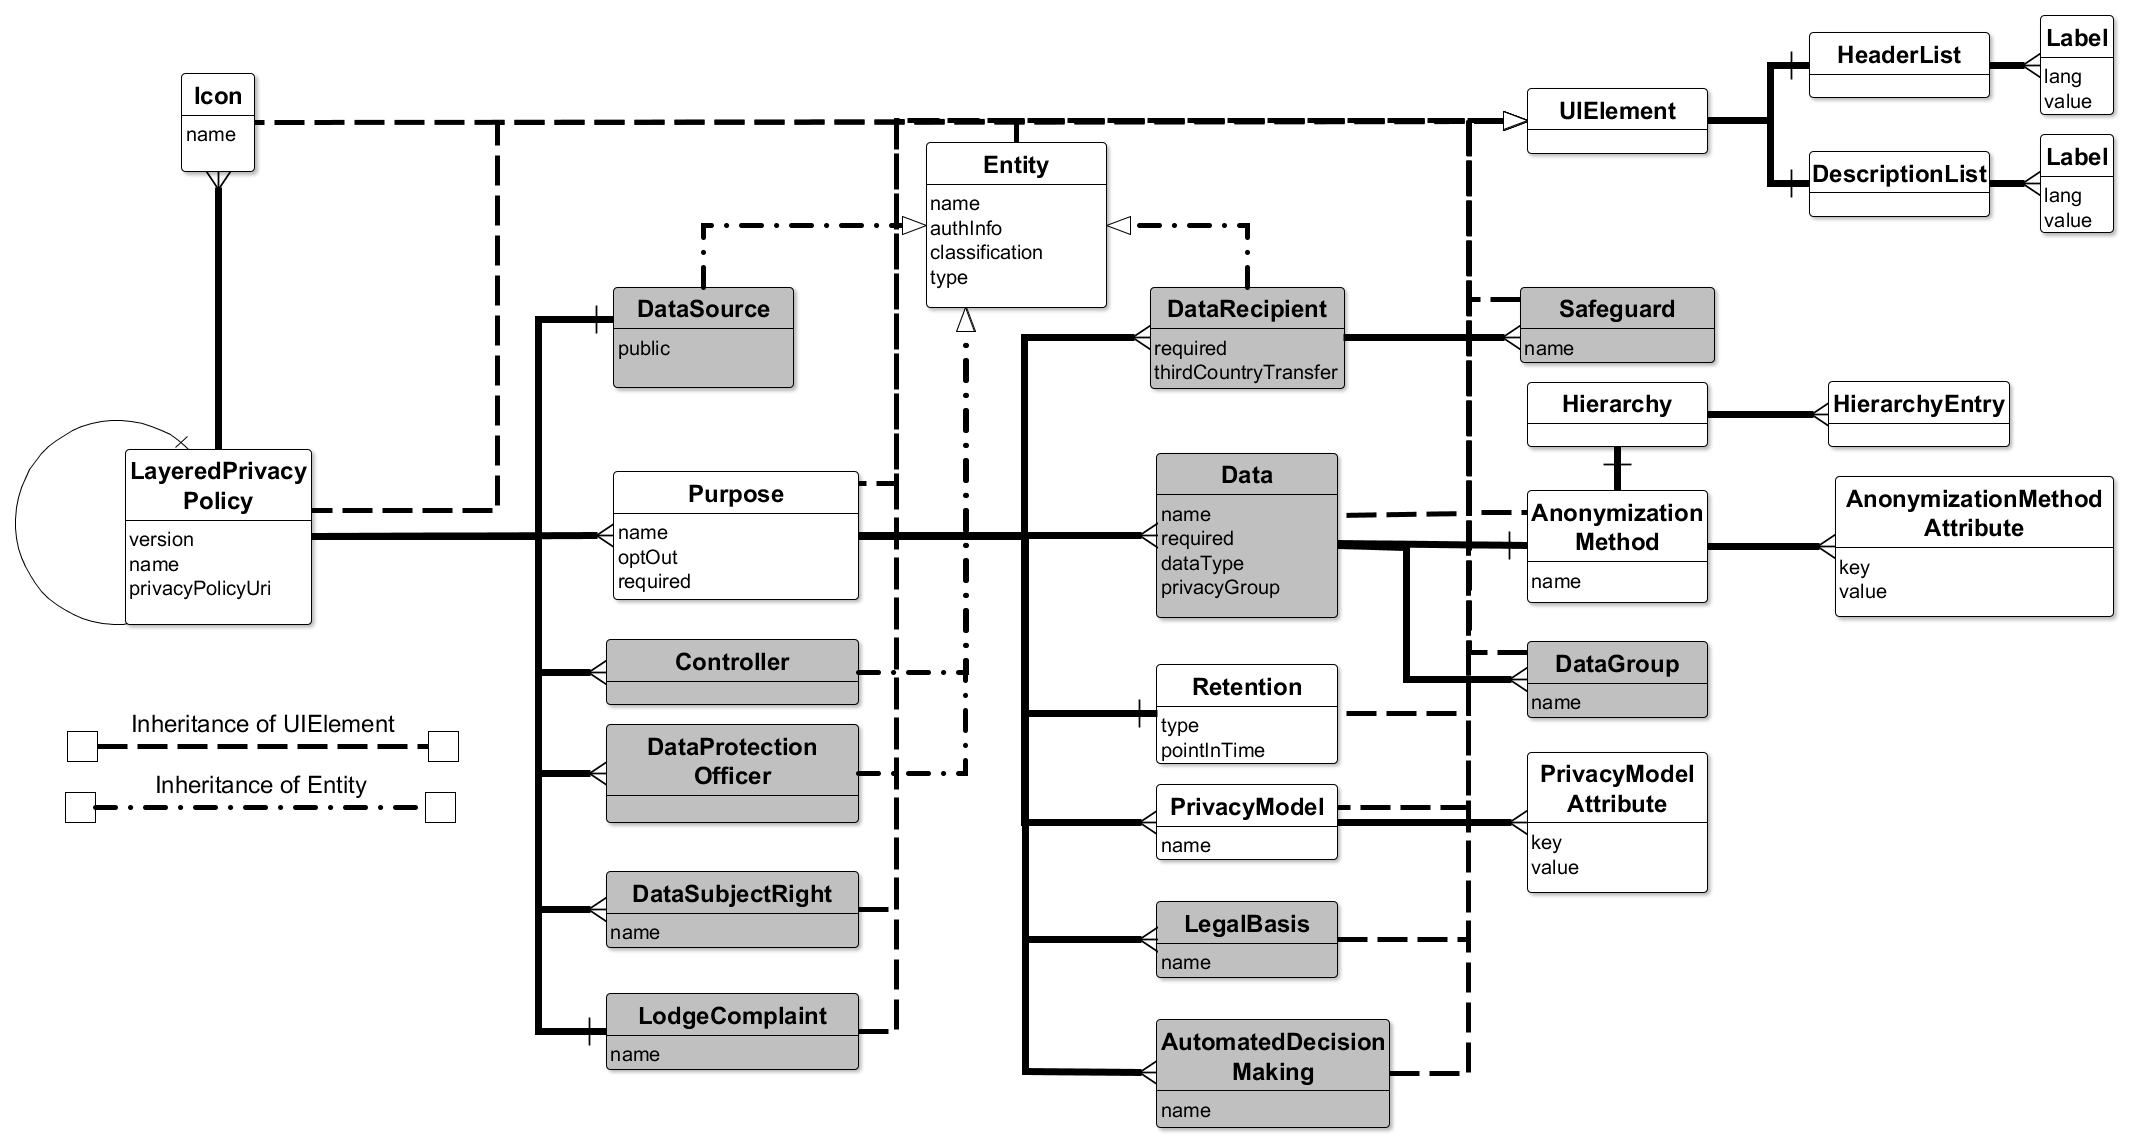 Icon
name
LayeredPrivacy
Policy
version
name
privacyPolicyUri
Inheritance of UIElement
Inheritance of Entity
DataSource
public
Purpose
name
optOut
required
Controller
DataProtection
Officer
DataSubjectRight
name
LodgeComplaint
name
Entity
name
authInfo
classification
type
DataRecipient
required
thirdCountryTransfer
Data
name
required
dataType
privacyGroup
Retention
type
pointInTime
PrivacyModel
name
LegalBasis
name
AutomatedDecision
Making
name
UIElement
HeaderList
Label
lang
value
DescriptionList
Label
lang
value
Safeguard
name
Hierarchy
HierarchyEntry
Anonymization
Method
name
AnonymizationMethod
Attribute
key
value
DataGroup
name
PrivacyModel
Attribute
key
value